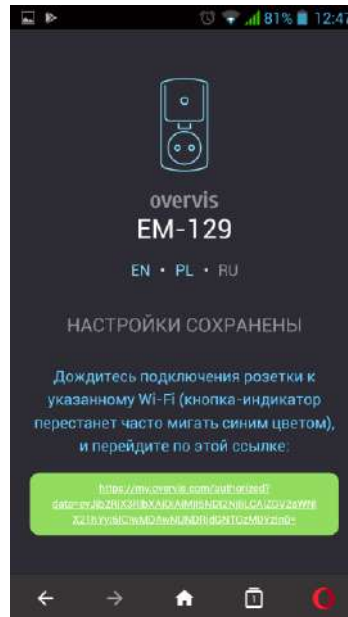 81% 12:47
overvis
EM-129
EN • PL • RU
НАСТРОЙКИ СОХРАНЕНЫ
Дождитесь подключения розетки к
указанному Wi-Fi (кнопка-индикатор
перестанет часто мигать синим цветом),
и перейдите по этой ссылке:
https://my.overvis.com/authorized?
1